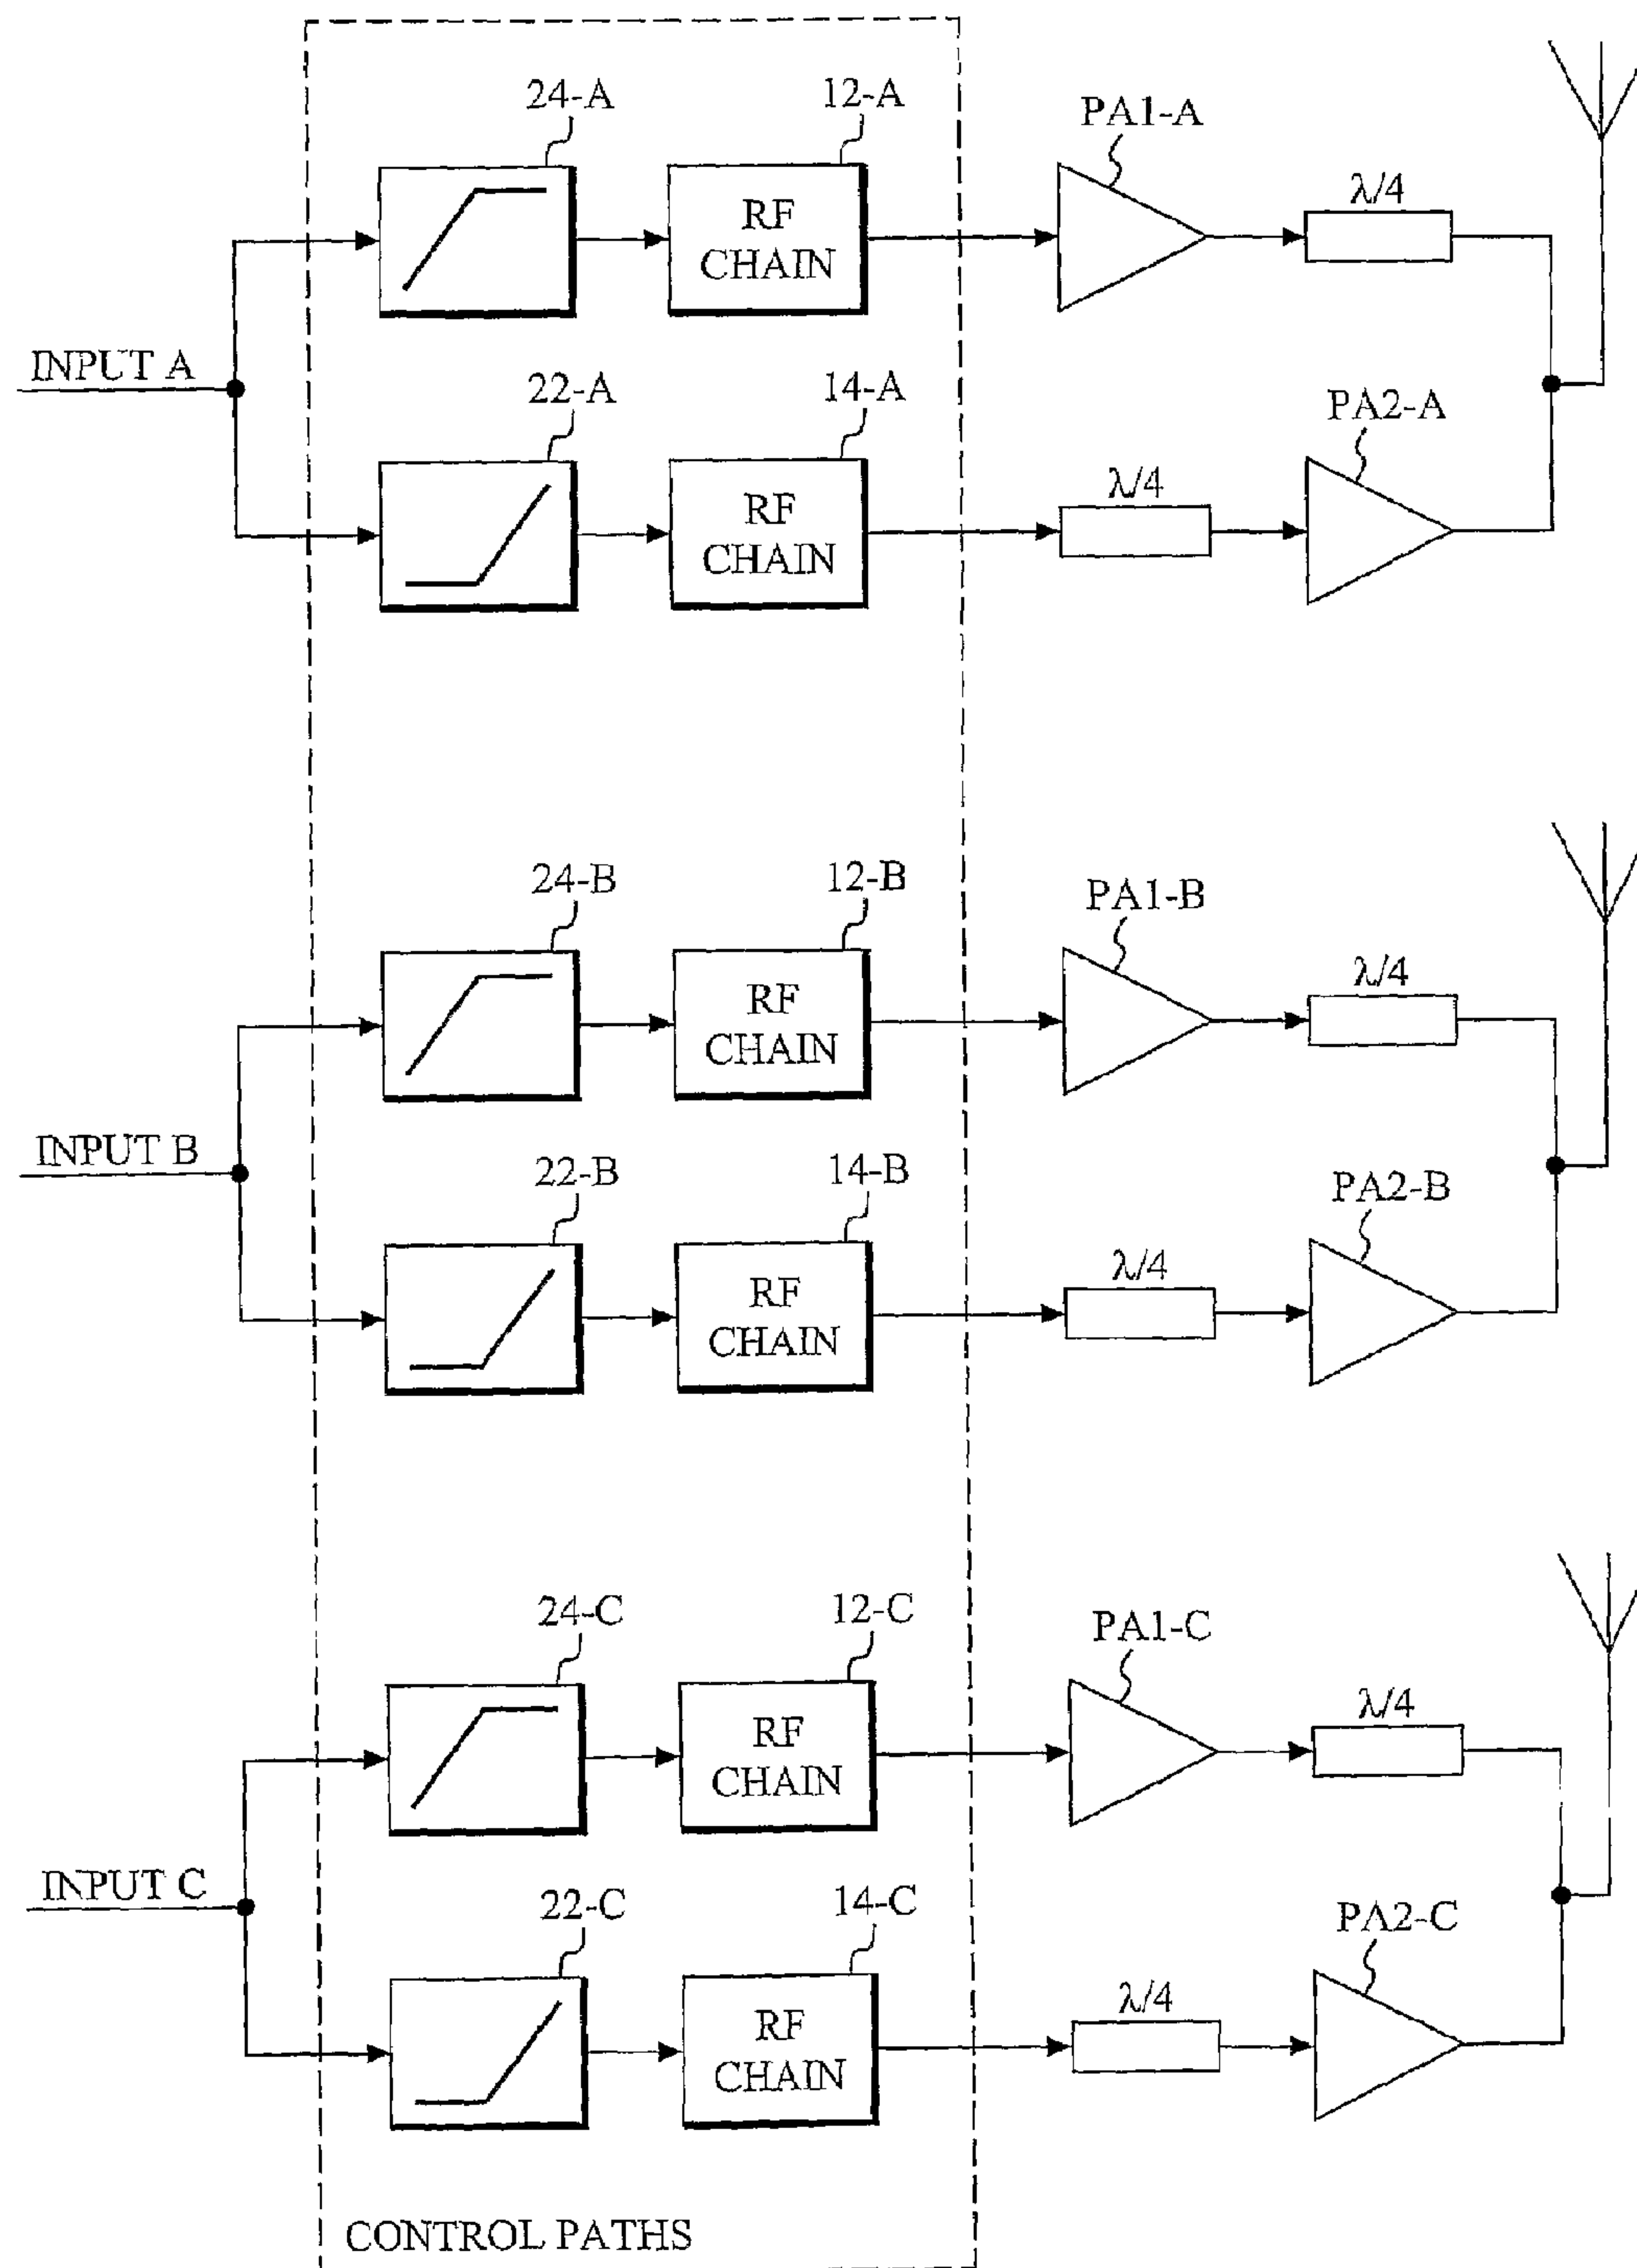 24-A
12-A
PA1-A
RF
CHAIN
λ/4
INPUT A
22-A
14-A
PA2-A
RF
CHAIN
λ/4
24-B
12-B
PA1-B
RF
CHAIN
λ/4
INPUT B
22-B
14-B
PA2-B
RF
CHAIN
λ/4
24-C
12-C
PA1-C
RF
CHAIN
λ/4
INPUT C
22-C
14-C
PA2-C
RF
CHAIN
λ/4
CONTROL PATHS